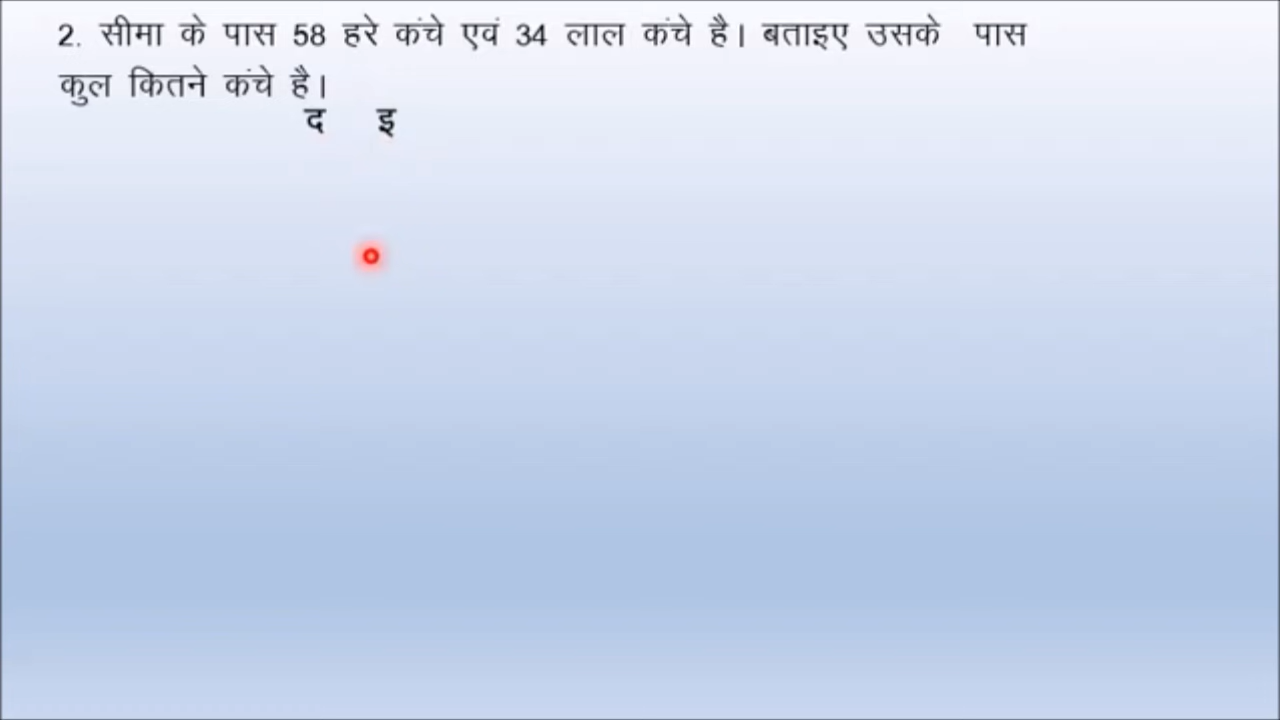 2. सीमा के पास 58 हरे कंचे एवं 34 लाल कंचे है। बताइए उसके पास
कुल कितने कंचे है।
द इ